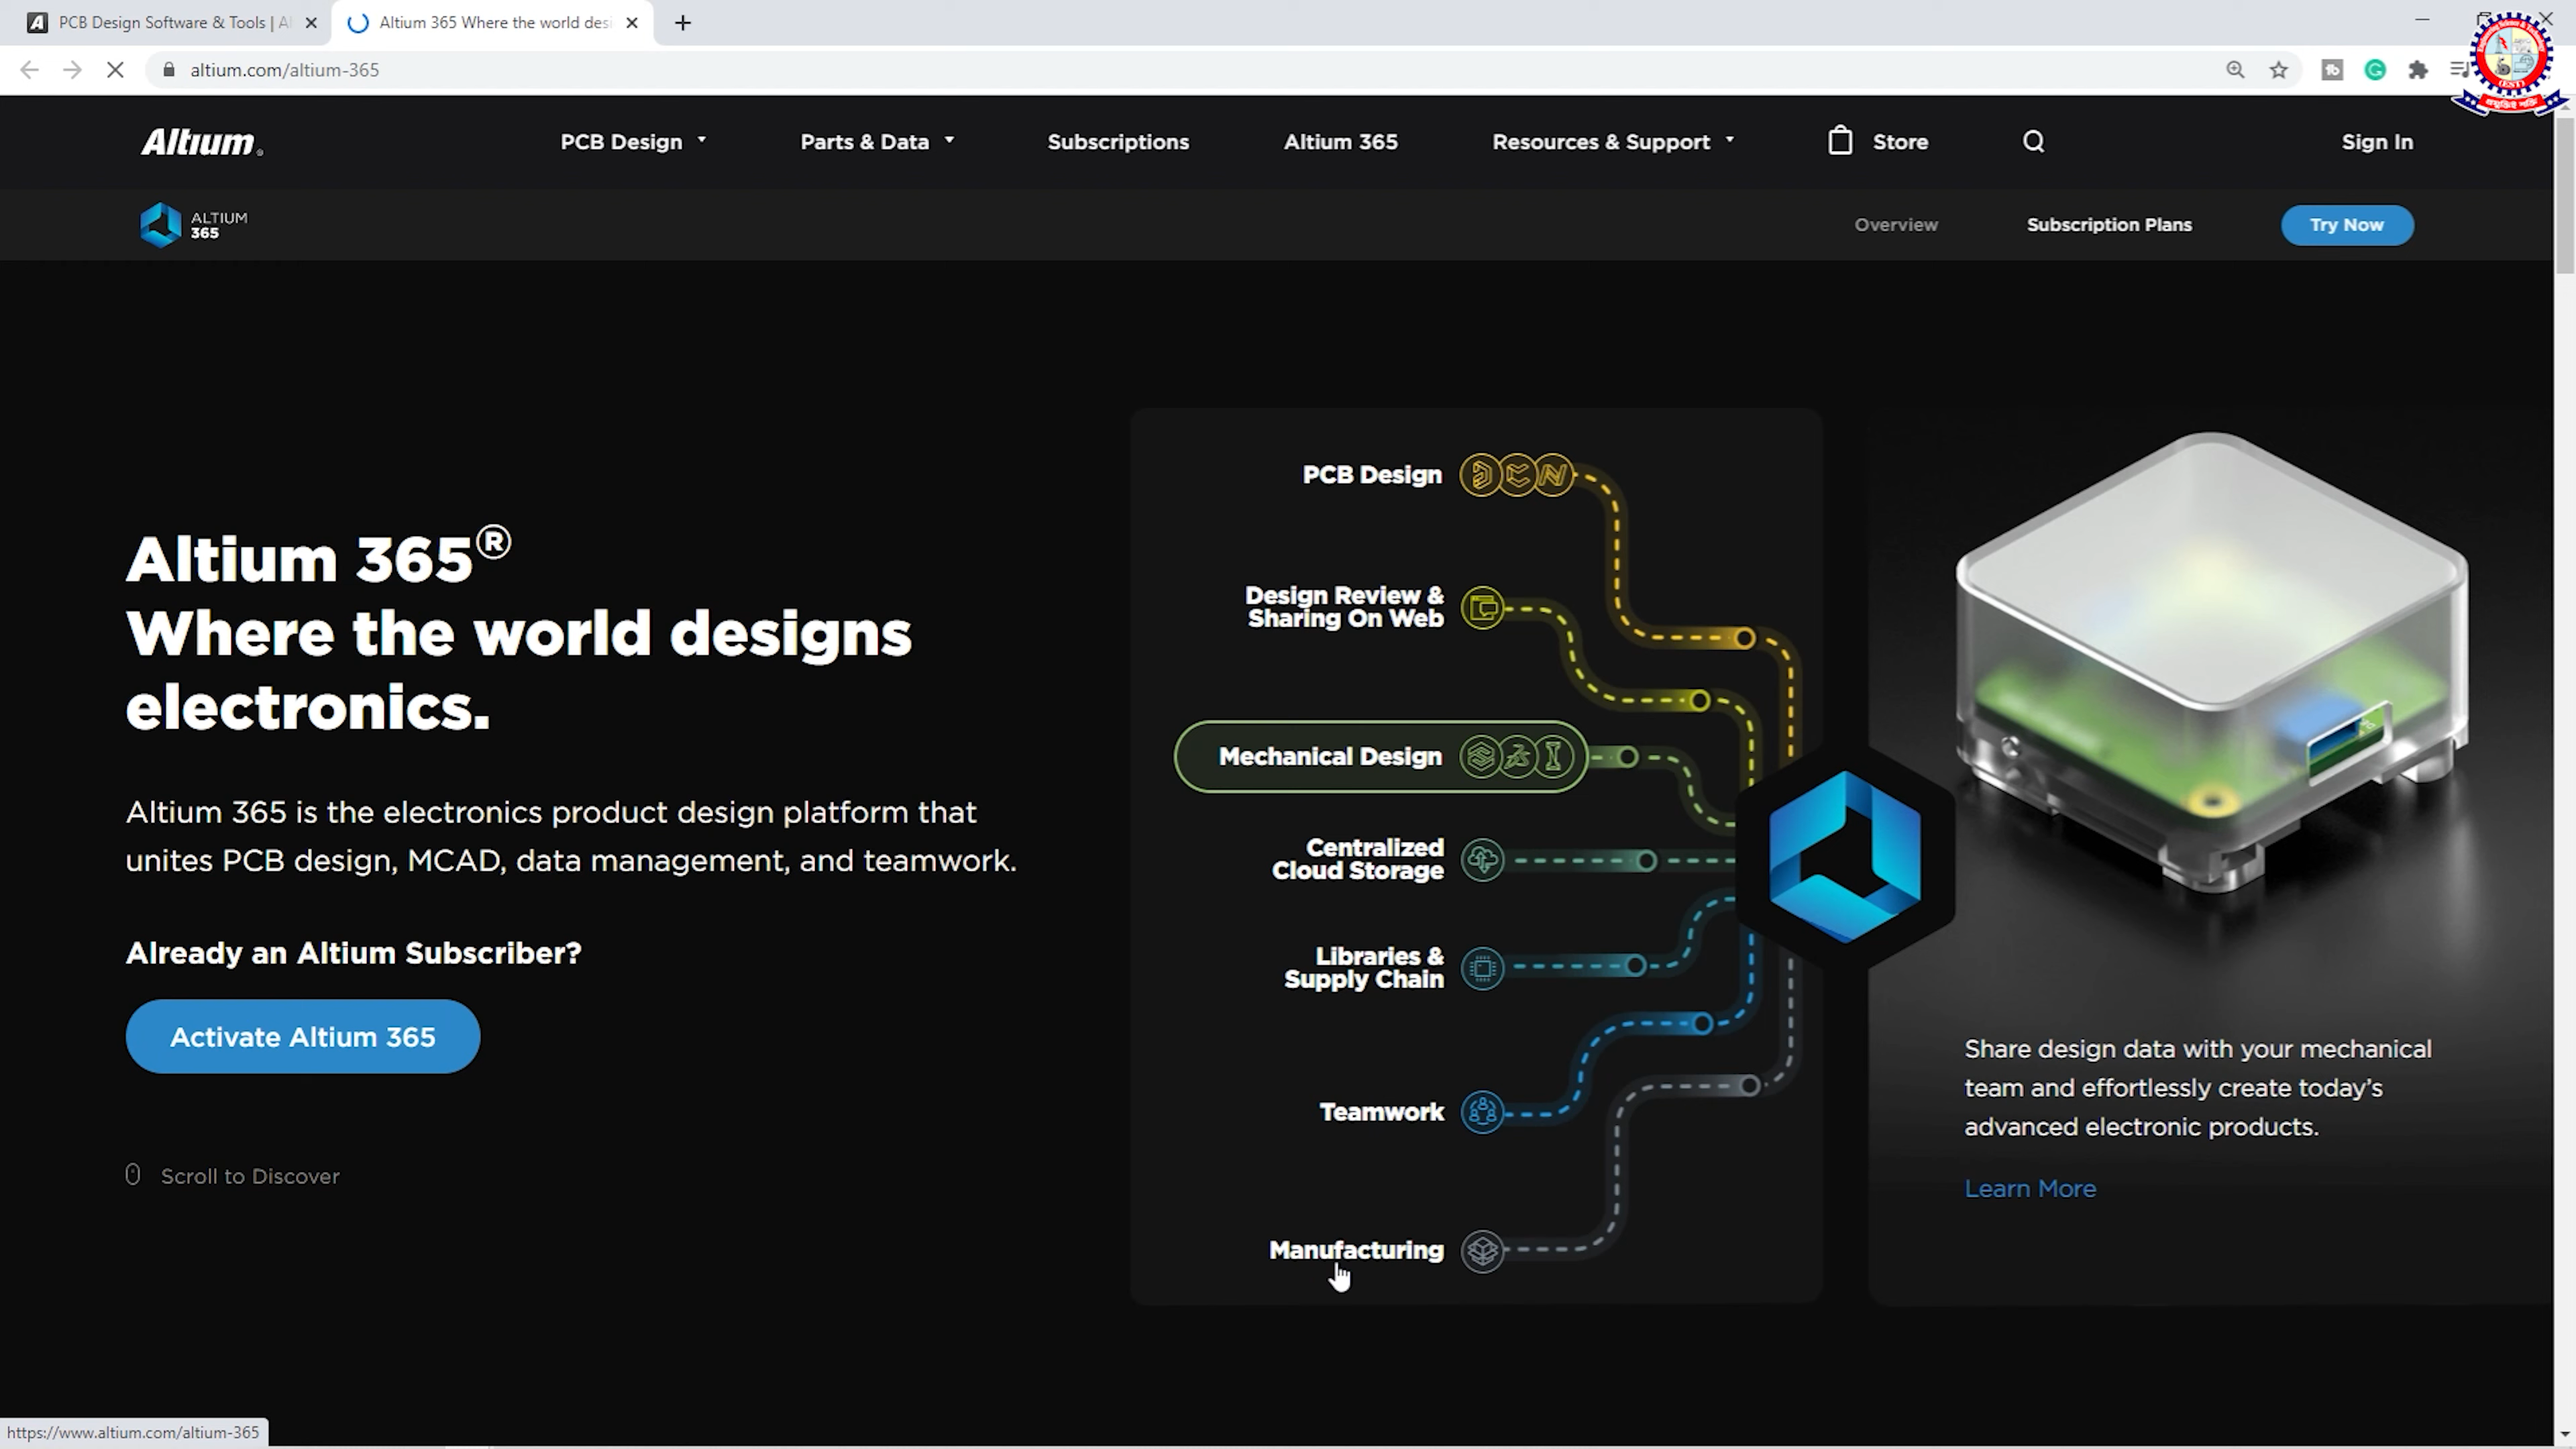 PCB Design Software & Tools | Al
Altium 365 Where the world desi
altium.com/altium-365
Altium
PCB Design
Parts & Data
Subscriptions
Altium 365
Resources & Support
Store
Sign In
ALTIUM
365
Overview
Subscription Plans
Try Now
Altium 365®
Where the world designs
electronics.
Altium 365 is the electronics product design platform that
unites PCB design, MCAD, data management, and teamwork.
Already an Altium Subscriber?
Activate Altium 365
Scroll to Discover
PCB Design
Design Review &
Sharing On Web
Mechanical Design
Centralized
Cloud Storage
Libraries &
Supply Chain
Teamwork
Manufacturing
Share design data with your mechanical
team and effortlessly create today's
advanced electronic products.
Learn More
https://www.altium.com/altium-365